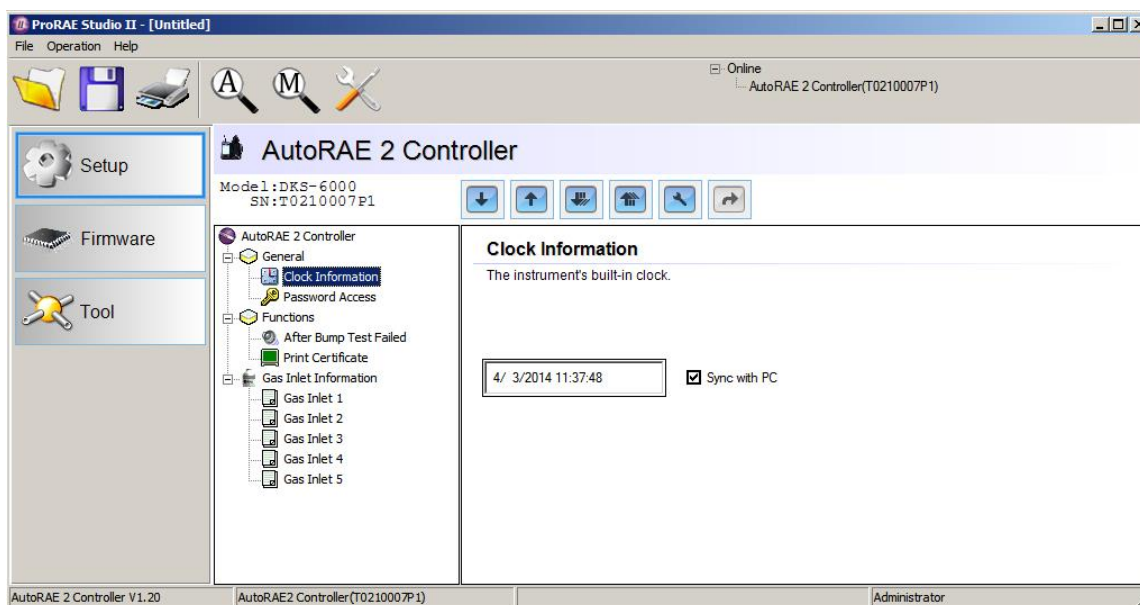 ProRAE Studio II - [Untitled]
File Operation Help
A
M
Online
AutoRAE 2 Controller(T0210007P1)
Setup
Firmware
Tool
AutoRAE 2 Controller
Model:DKS-6000
SN:T0210007P1
AutoRAE 2 Controller
General
Clock Information
Password Access
Functions
After Bump Test Failed
Print Certificate
Gas Inlet Information
Gas Inlet 1
Gas Inlet 2
Gas Inlet 3
Gas Inlet 4
Gas Inlet 5
Clock Information
The instrument's built-in clock.
4/ 3/2014 11:37:48
Sync with PC
AutoRAE 2 Controller V1.20
AutoRAE2 Controller(T0210007P1)
Administrator